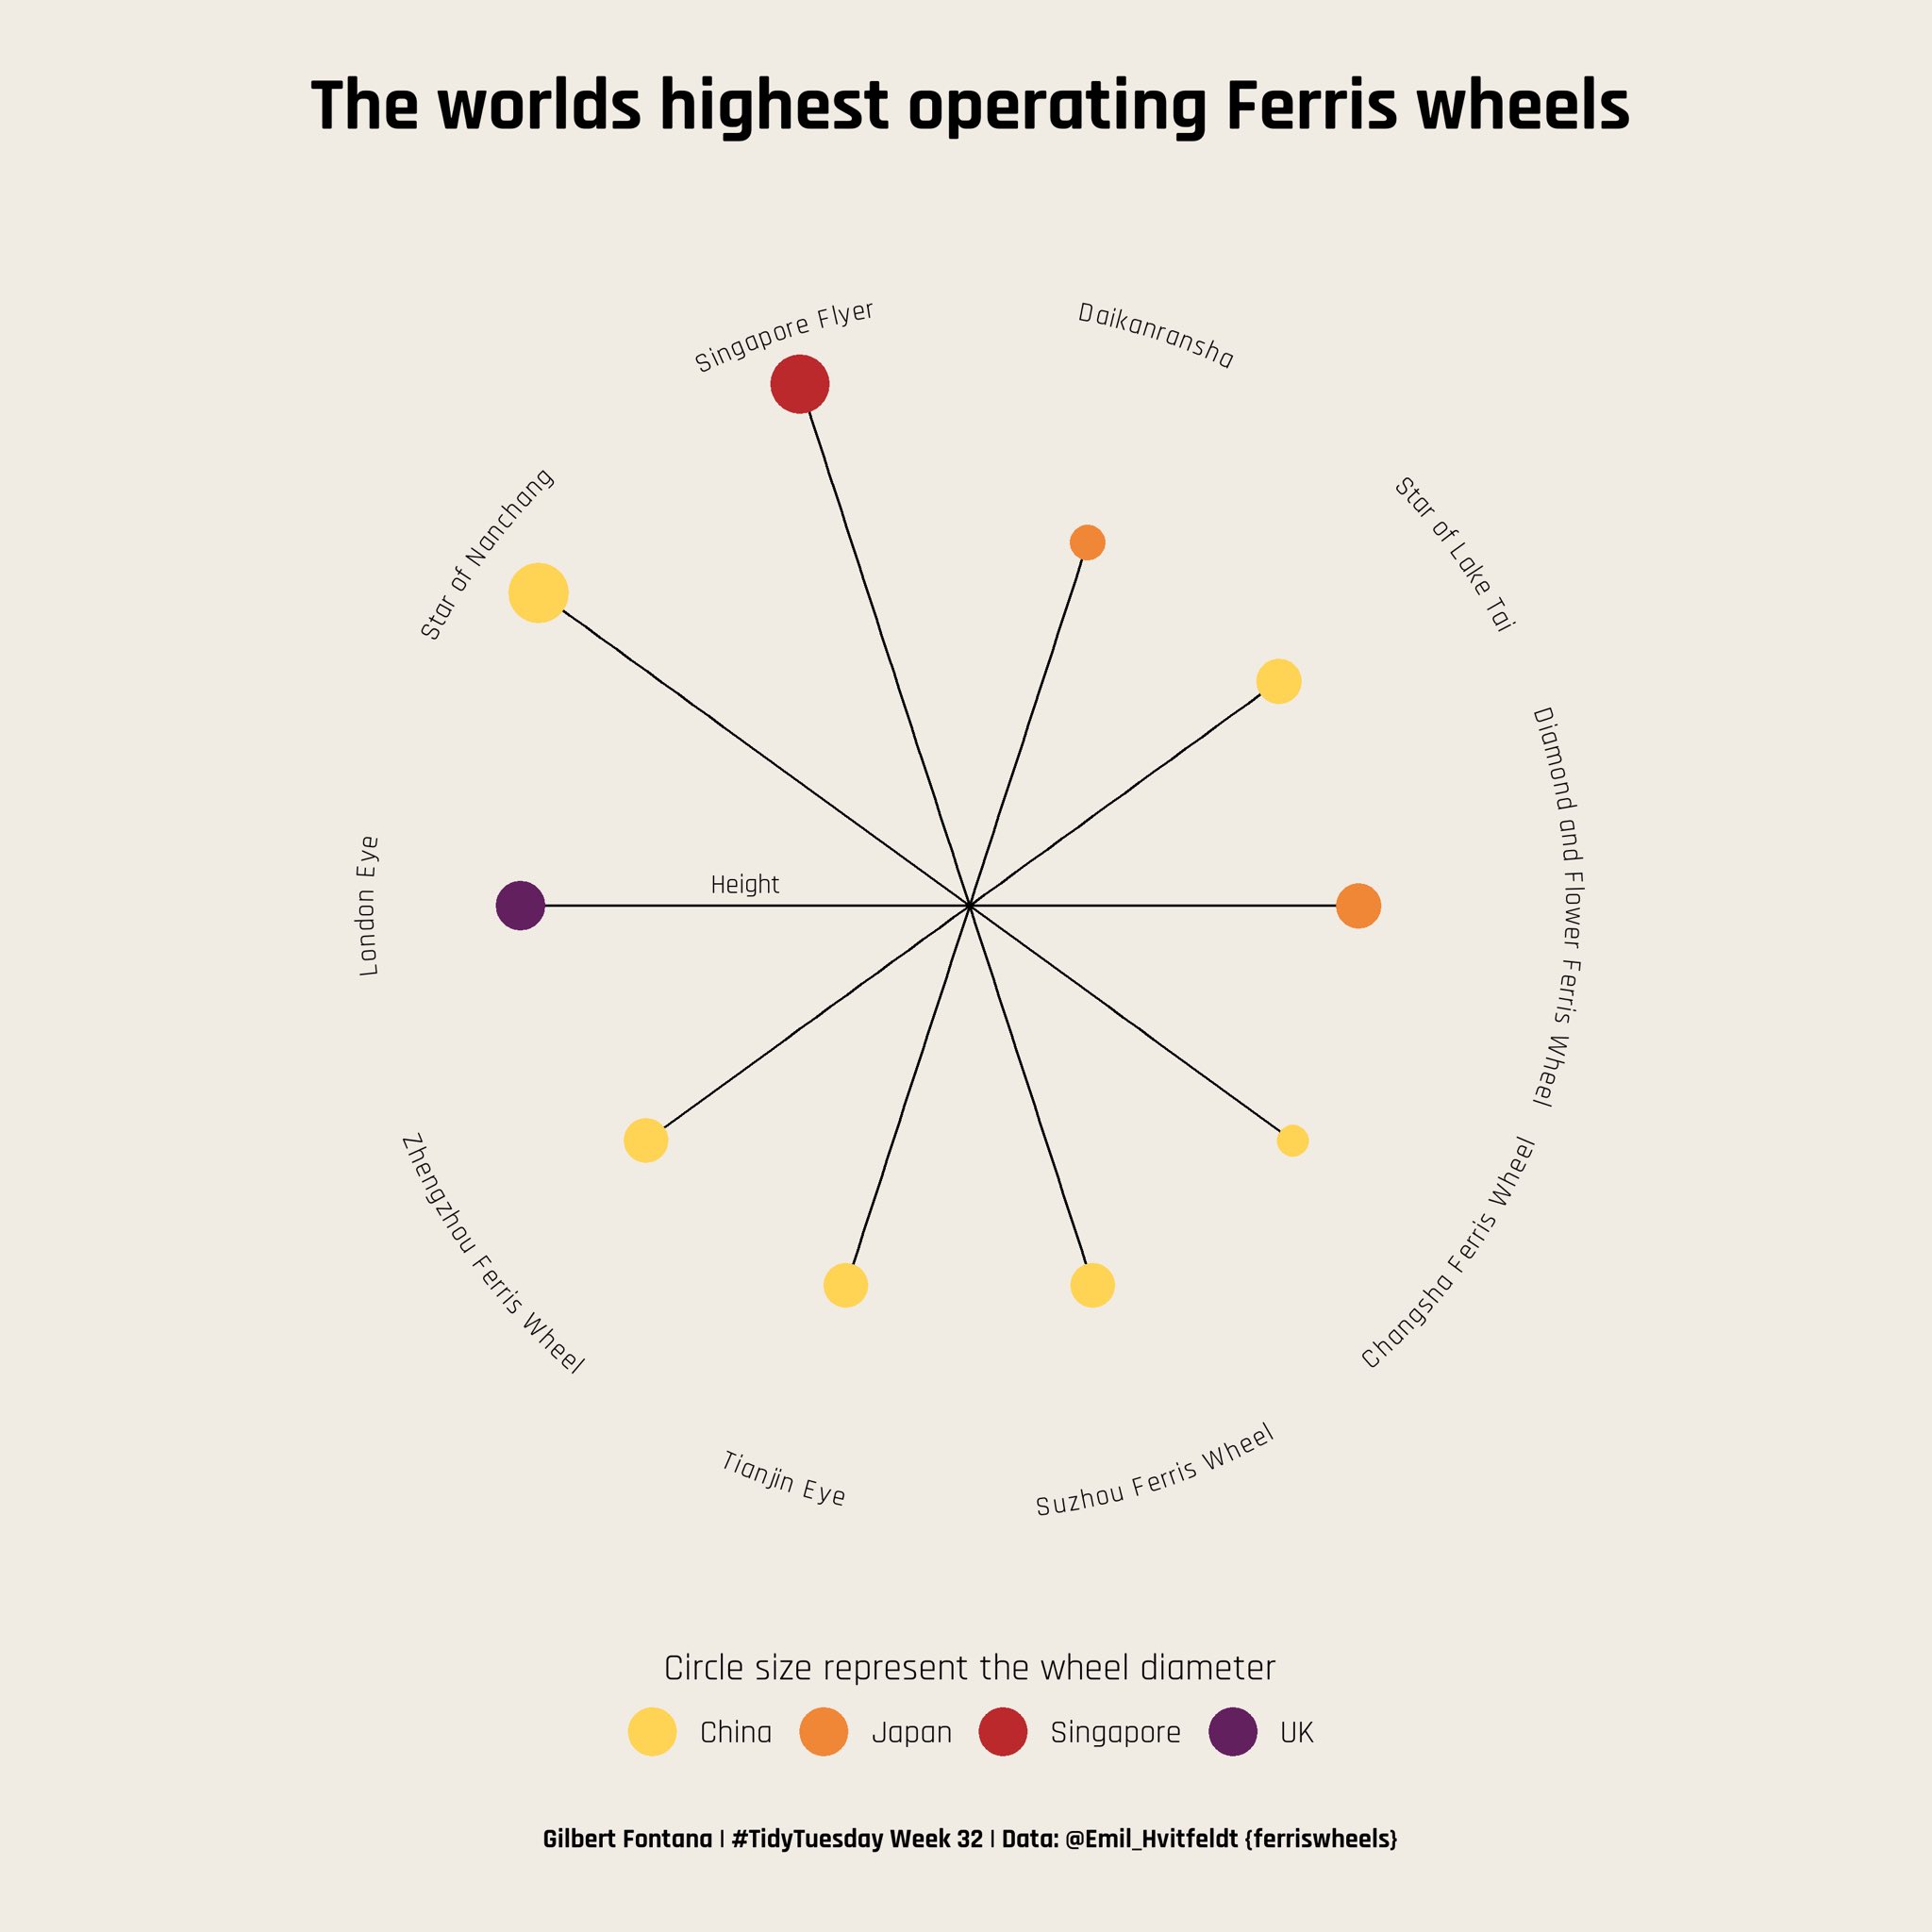 The worlds highest operating Ferris wheels
Singapore Flyer
Daikanransha
Star of Nanchang
Star of Lake Tai
London Eye
Height
Diamond and Flower Ferris Wheel
Zhengzhou Ferris Wheel
Changsha Ferris Wheel
Tianjin Eye
Suzhou Ferris Wheel
Circle size represent the wheel diameter
China Japan Singapore UK
Gilbert Fontana | #TidyTuesday Week 32 | Data: @Emil_Hvitfeldt {ferriswheels}